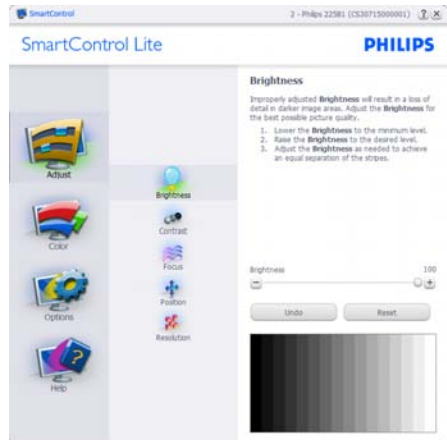 SmartControl
2 - Philips 225B1 (CS30715000001)
SmartControl Lite
PHILIPS
Adjust
Color
Options
Help
Brightness
Contrast
Focus
Position
Resolution
Brightness
Improperly adjusted Brightness will result in a loss of
detail in darker image areas. Adjust the Brightness for
the best possible picture quality.
1. Lower the Brightness to the minimum level.
2. Raise the Brightness to the desired level.
3. Adjust the Brightness as needed to achieve
an equal separation of the stripes.
Brightness 100
Undo
Reset